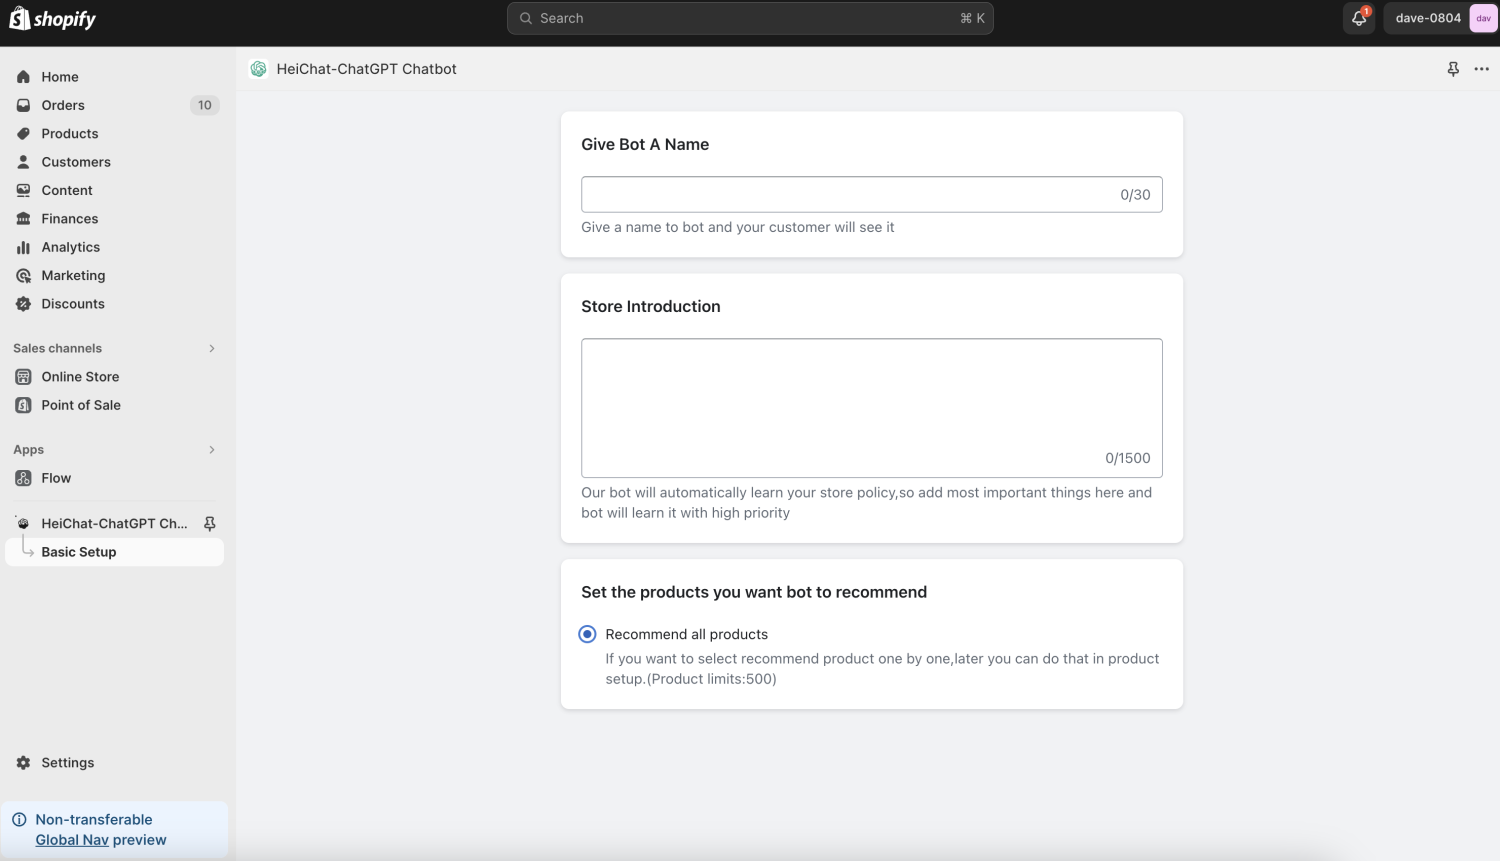 shopify
Search
⌘ K
1
dave-0804
dav
Home
Orders
10
Products
Customers
Content
Finances
Analytics
Marketing
Discounts
Sales channels
Online Store
Point of Sale
Apps
Flow
HeiChat-ChatGPT Ch...
Basic Setup
Settings
Non-transferable
Global Nav preview
HeiChat-ChatGPT Chatbot
Give Bot A Name
0/30
Give a name to bot and your customer will see it
Store Introduction
0/1500
Our bot will automatically learn your store policy,so add most important things here and
bot will learn it with high priority
Set the products you want bot to recommend
Recommend all products
If you want to select recommend product one by one,later you can do that in product
setup.(Product limits:500)